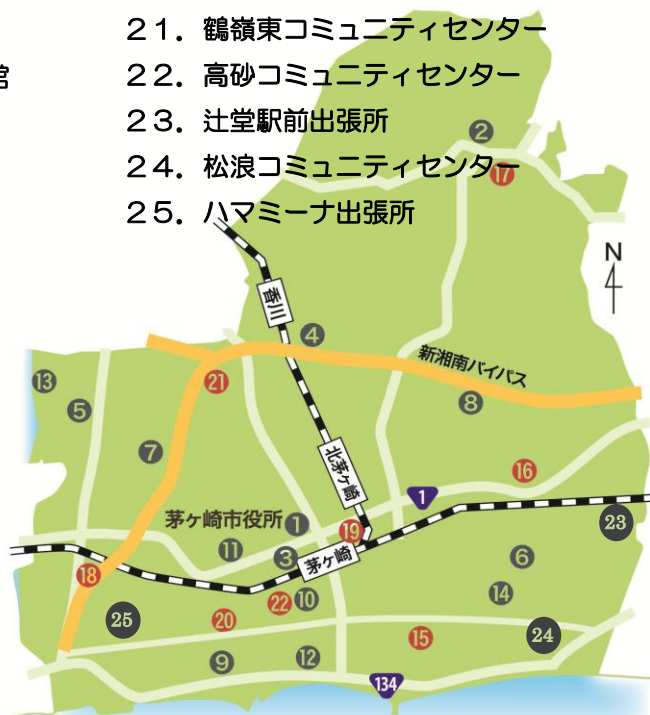 ２１．鶴嶺東コミュニティセンター
館
２２．高砂コミュニティセンター
２３．辻堂駅前出張所
２４．松浪コミュニティセンター
２５．ハマミーナ出張所
2
17
N
香川
4
新湘南バイパス
13
21
5
8
7
北茅ヶ崎
16
1
茅ヶ崎市役所
1
19
23
11
3
茅ヶ崎
6
18
22
10
14
25
20
15
24
9
12
134